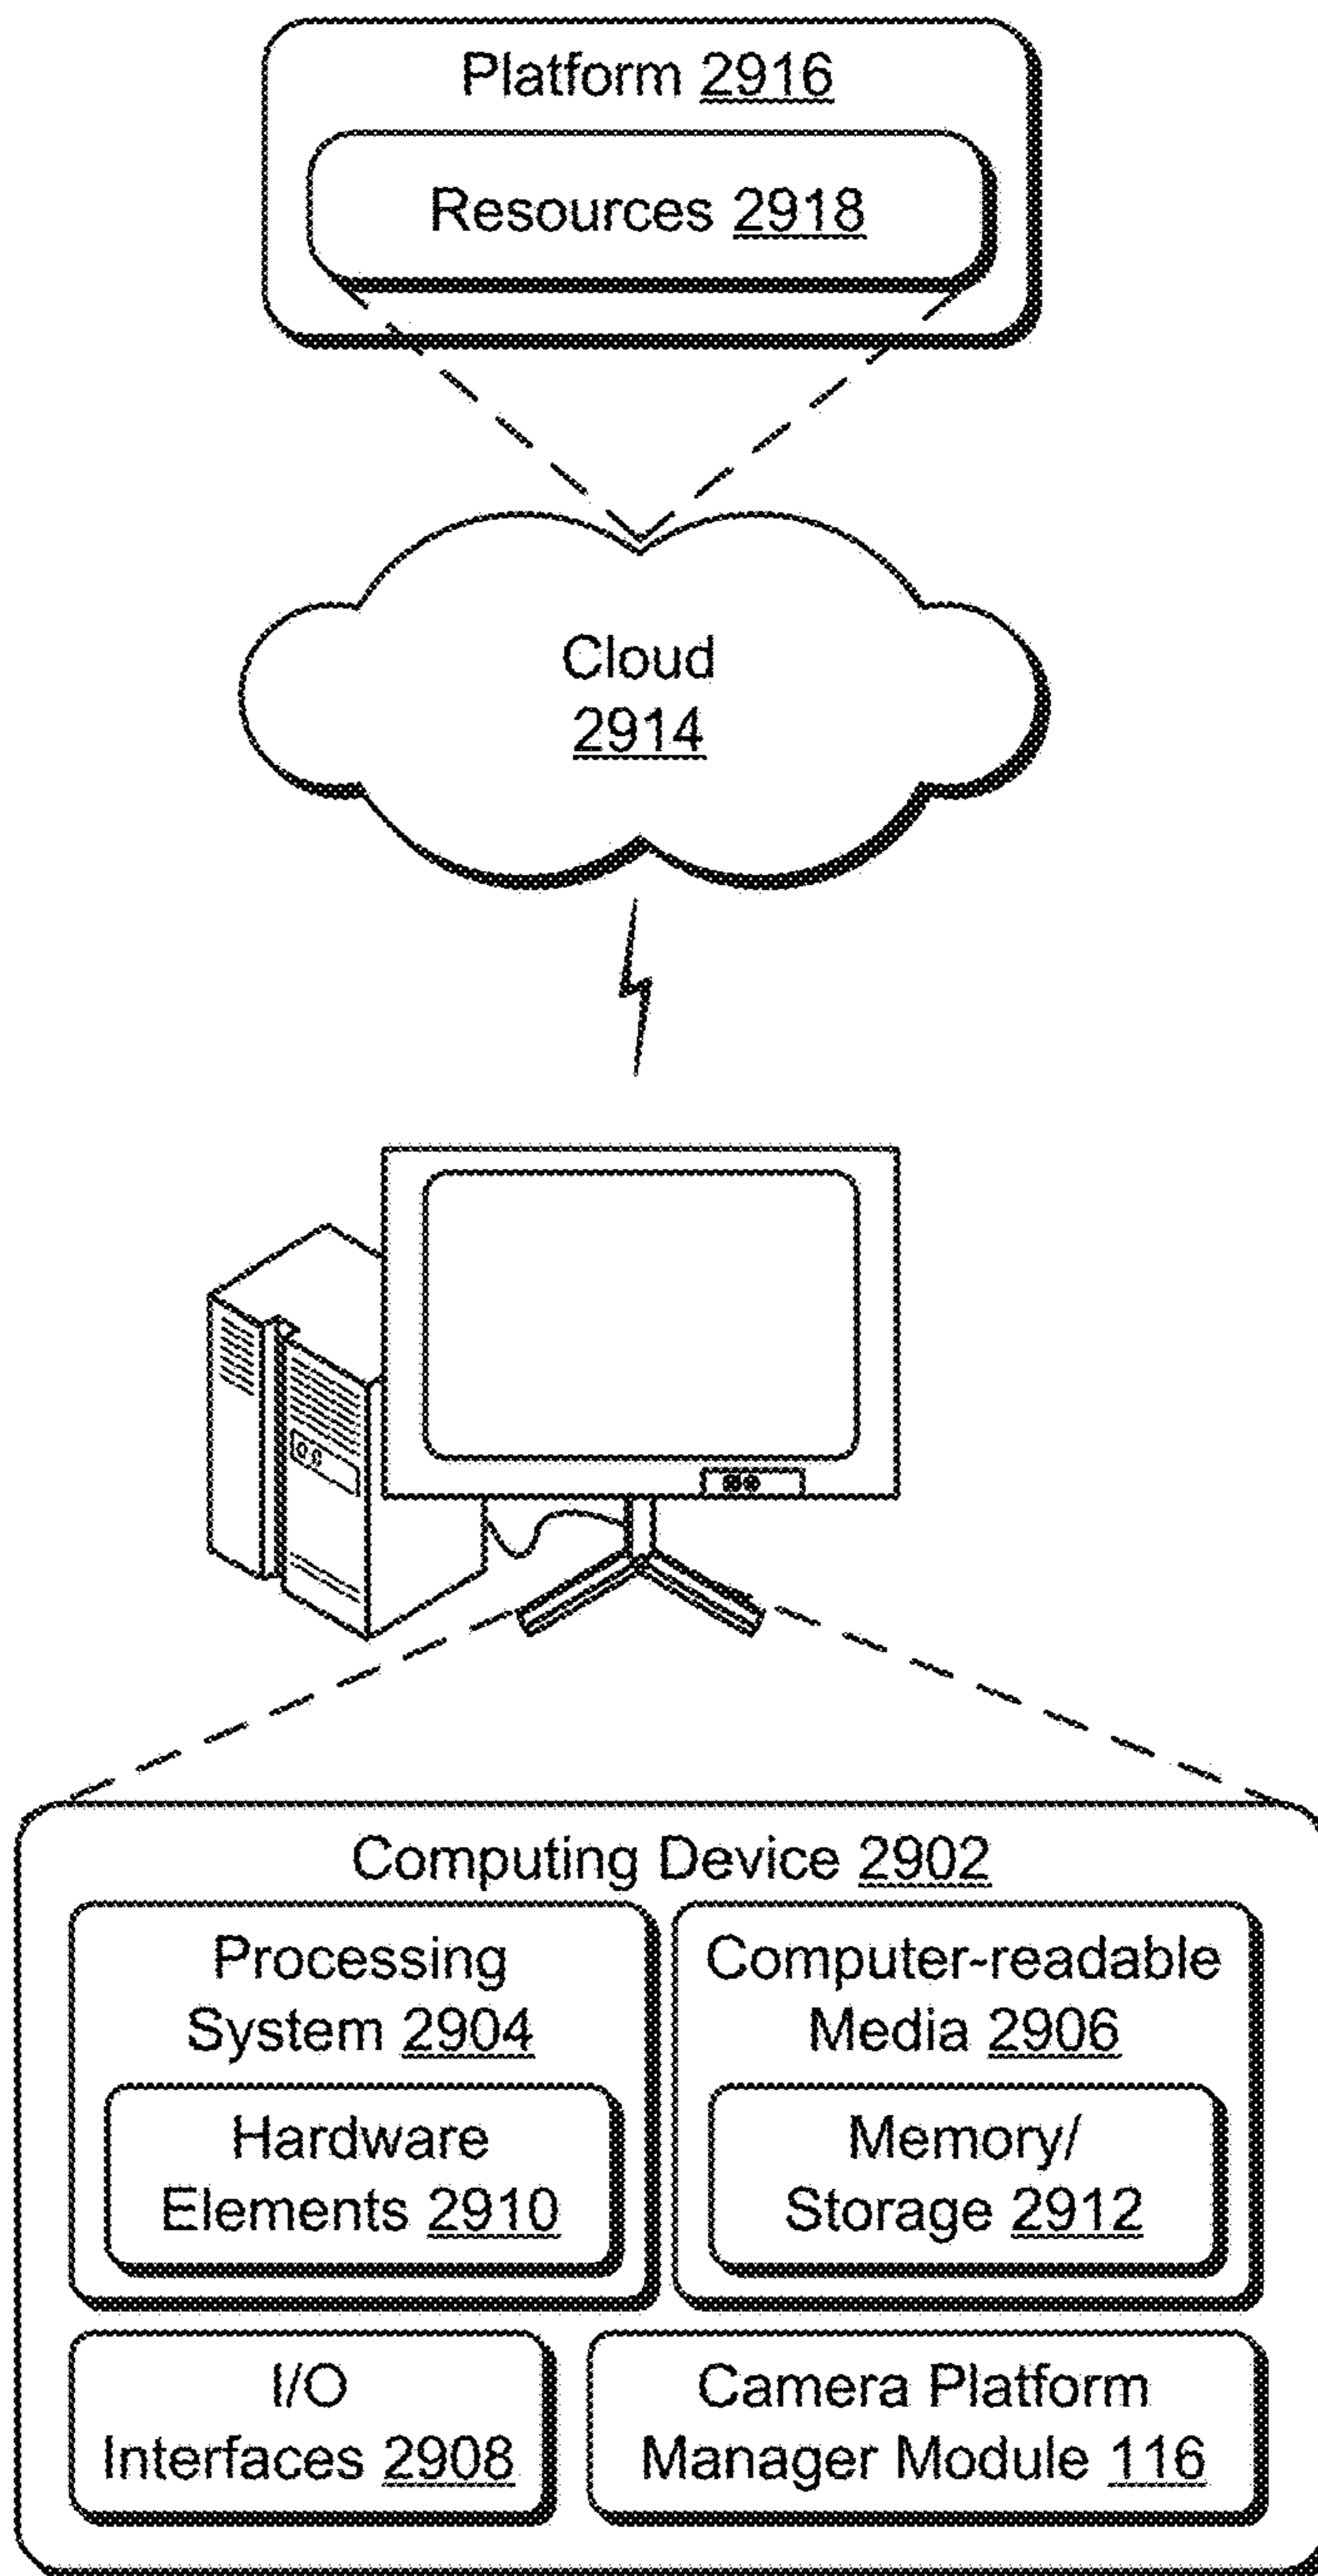 Platform 2916
Resources 2918
Cloud
2914
Computing Device 2902
Processing
System 2904
Hardware
Elements 2910
Computer-readable
Media 2906
Memory/
Storage 2912
I/O
Interfaces 2908
Camera Platform
Manager Module 116